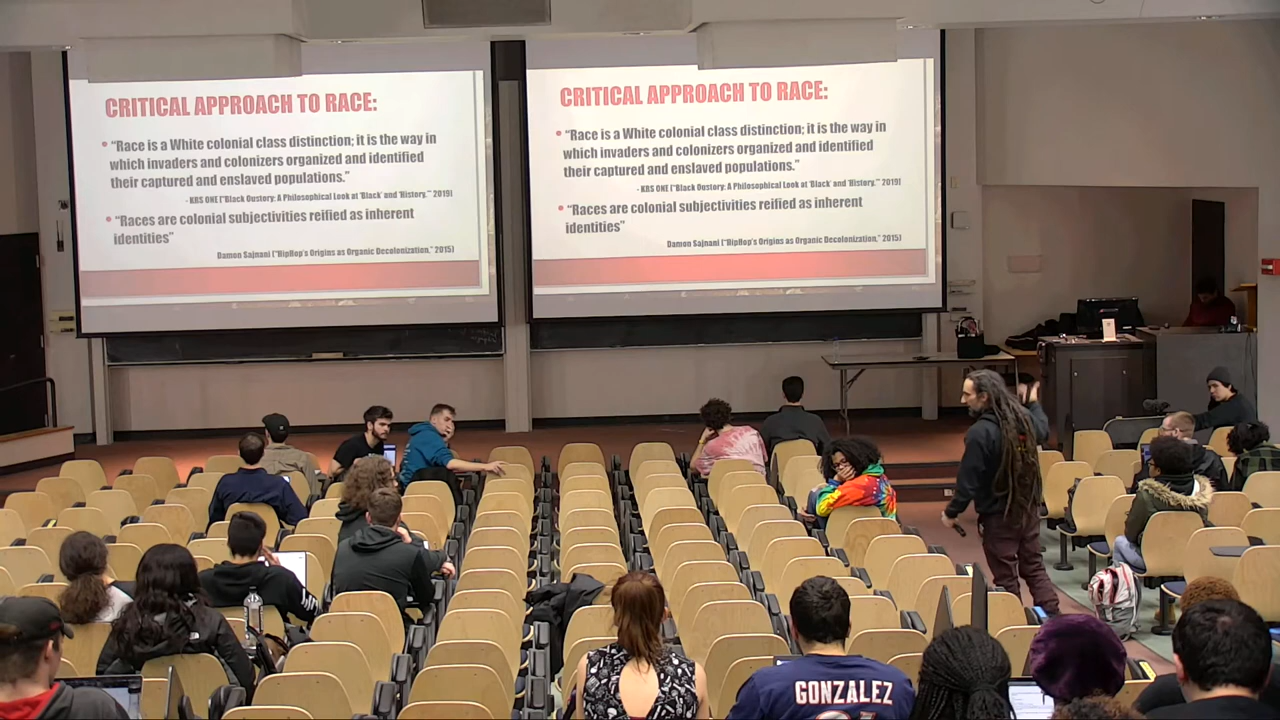 CRITICAL APPROACH TO RACE:
• “Race is a White colonial class distinction; it is the way in
which invaders and colonizers organized and identified
their captured and enslaved populations.”
- KRS ONE (“Black Oustory: A Philosophical Look at ‘Black’ and ‘History,’” 2019)
• “Races are colonial subjectivities reified as inherent
identities”
Damon Sajnani (“HipHop’s Origins as Organic Decolonization,” 2015)
CRITICAL APPROACH TO RACE:
• “Race is a White colonial class distinction; it is the way in
which invaders and colonizers organized and identified
their captured and enslaved populations.”
- KRS ONE (“Black Oustory: A Philosophical Look at ‘Black’ and ‘History,’” 2019)
• “Races are colonial subjectivities reified as inherent
identities”
Damon Sajnani (“HipHop’s Origins as Organic Decolonization,” 2015)
GONZALEZ